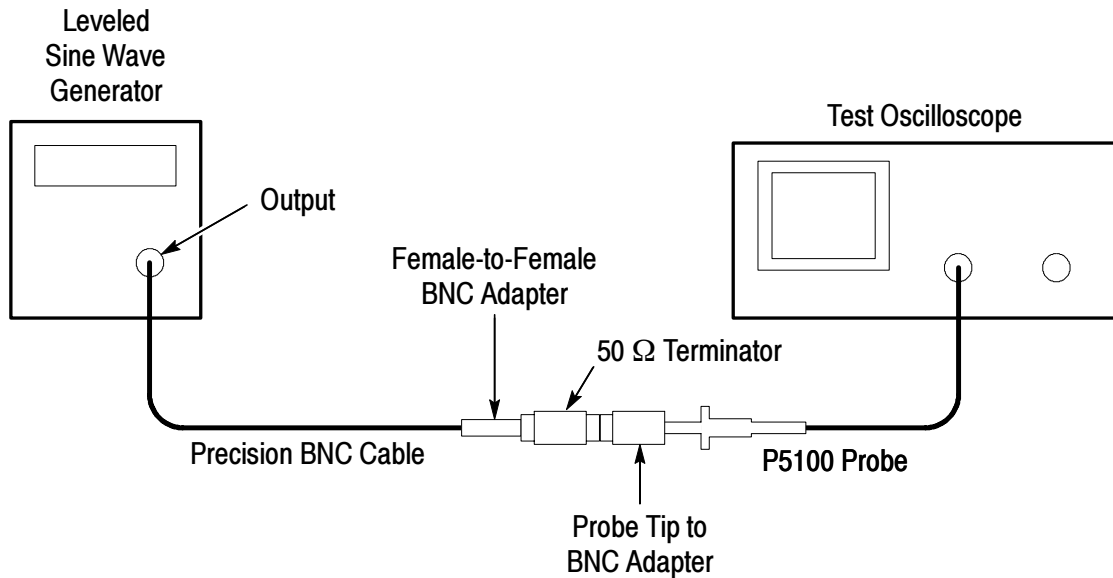 Leveled
Sine Wave
Generator
Test Oscilloscope
Output
Female-to-Female
BNC Adapter
50 Ω Terminator
Precision BNC Cable
P5100 Probe
Probe Tip to
BNC Adapter